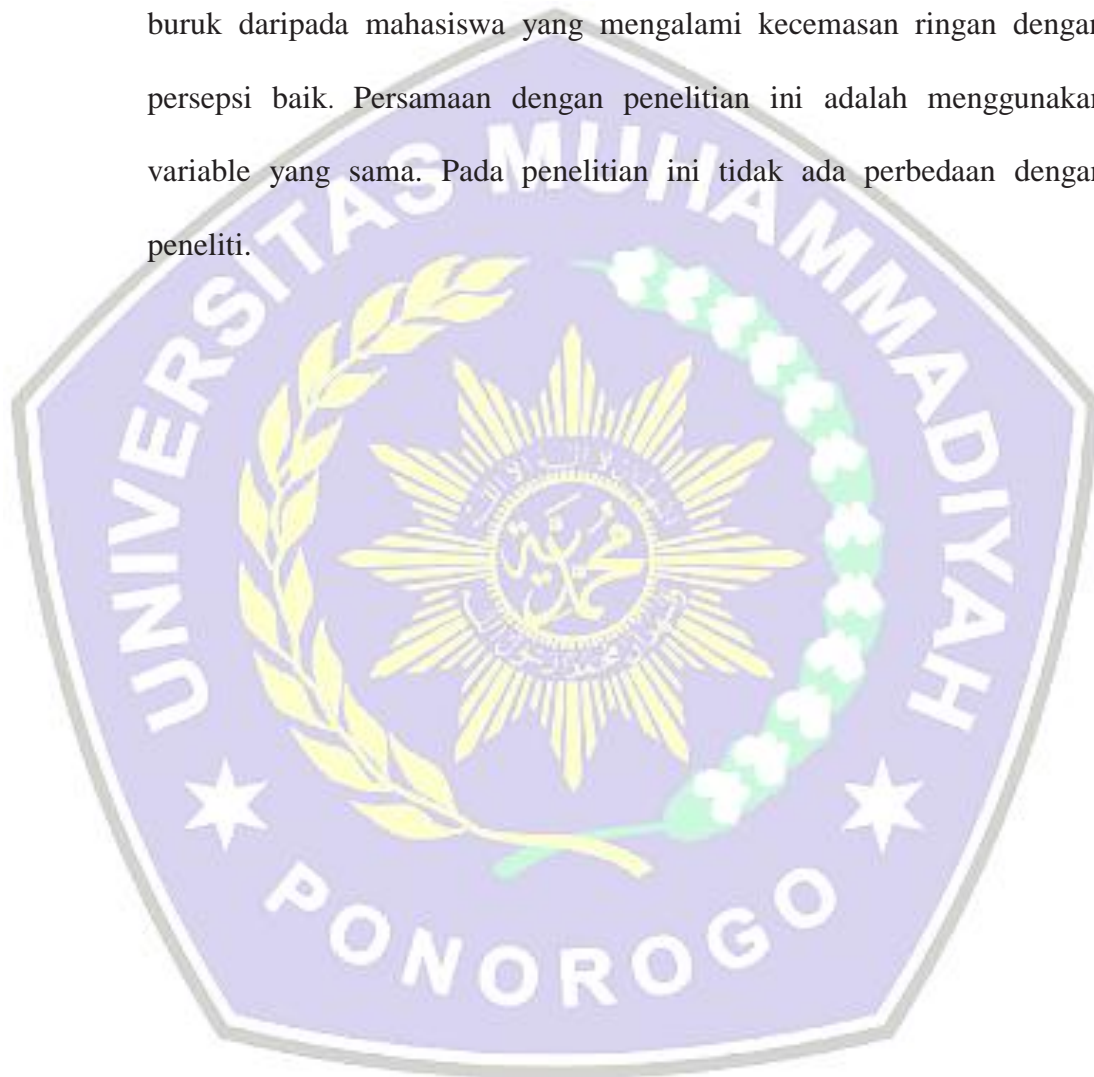 buruk daripada mahasiswa yang mengalami kecemasan ringan dengan
persepsi baik. Persamaan dengan penelitian ini adalah menggunakan
variable yang sama. Pada penelitian ini tidak ada perbedaan dengan
peneliti.
UNIVERSITAS MUHAMMADIYAH
محمدية
PONOROGO